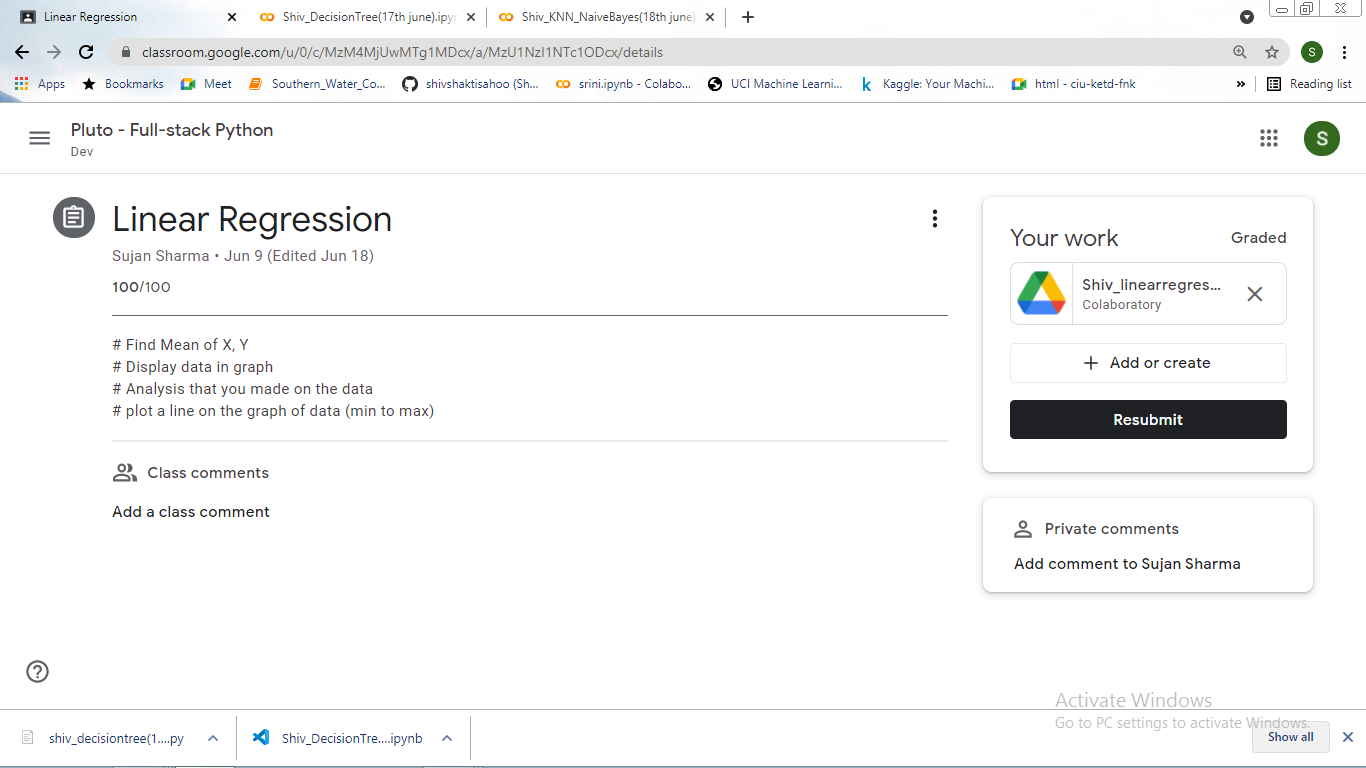 Linear Regression
Shiv_DecisionTree(17th june).ipyn
Shiv_KNN_NaiveBayes(18th june)
classroom.google.com/u/0/c/MzM4MjUwMTg1MDcx/a/MzU1NzI1NTc1ODcx/details
S
Apps
Bookmarks
Meet
Southern_Water_Co...
shivshaktisahoo (Sh...
srini.ipynb - Colabo...
UCI Machine Learni...
k
Kaggle: Your Machi...
html - ciu-ketd-fnk
»
Reading list
Pluto - Full-stack Python
Dev
S
Linear Regression
Sujan Sharma • Jun 9 (Edited Jun 18)
100/100
# Find Mean of X, Y
# Display data in graph
# Analysis that you made on the data
# plot a line on the graph of data (min to max)
Class comments
Add a class comment
Your work
Graded
Shiv_linearregres...
Colaboratory
Add or create
Resubmit
Private comments
Add comment to Sujan Sharma
Activate Windows
Go to PC settings to activate Windows.
shiv_decisiontree(1....py
Shiv_DecisionTre....ipynb
Show all